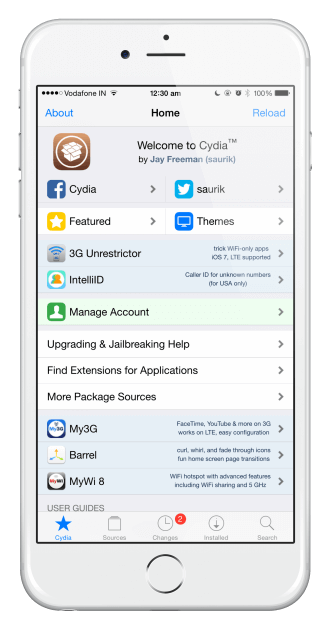 Vodafone IN 12:30 am 100%
About Home Reload
Welcome to Cydia™
by Jay Freeman (saurik)
Cydia saurik
Featured Themes
3G Unrestrictor trick WiFi-only apps
iOS 7, LTE supported
IntelliID Caller ID for unknown numbers
(for USA only)
Manage Account
Upgrading & Jailbreaking Help
Find Extensions for Applications
More Package Sources
My3G FaceTime, YouTube & more on 3G
works on LTE, easy configuration
Barrel curl, whirl, and fade through icons
fun home screen page transitions
MyWi 8 WiFi hotspot with advanced features
including WiFi sharing and 5 GHz
USER GUIDES
2
Cydia Sources Changes Installed Search